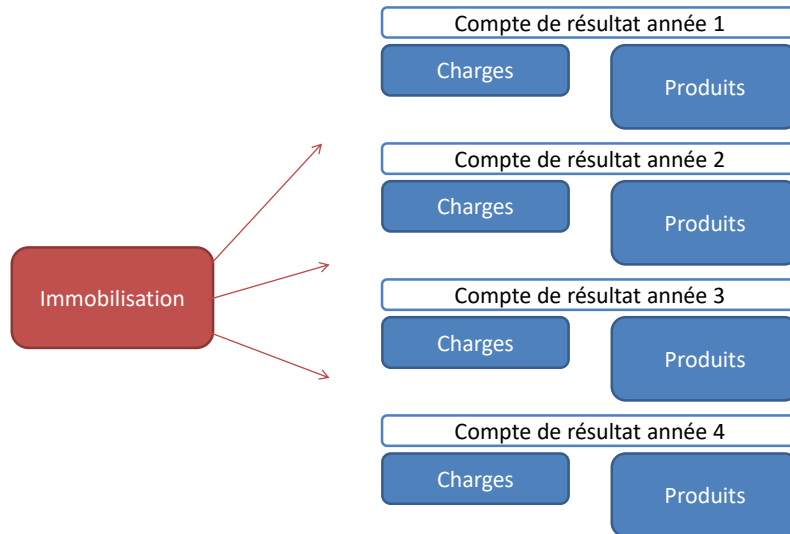 Compte de résultat année 1
Charges
Produits
Compte de résultat année 2
Charges
Produits
Immobilisation
Compte de résultat année 3
Charges
Produits
Compte de résultat année 4
Charges
Produits